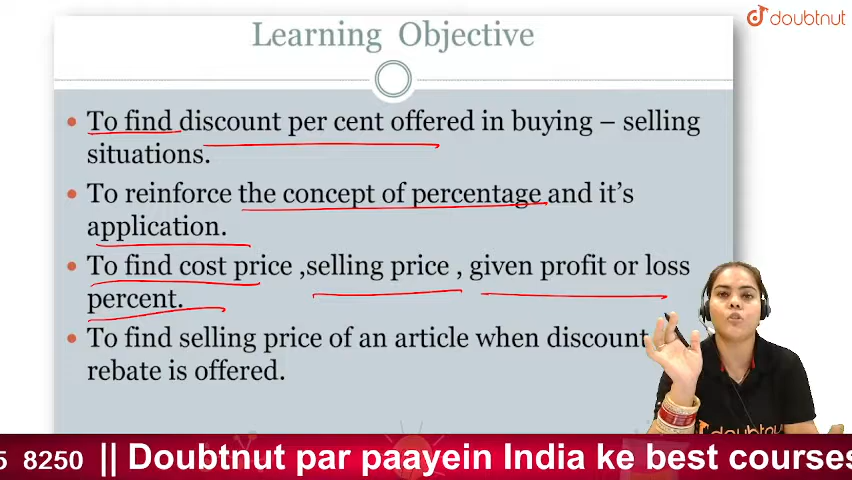 doubtnut
Learning Objective
• To find discount per cent offered in buying – selling
situations.
• To reinforce the concept of percentage and it's
application.
• To find cost price ,selling price , given profit or loss
percent.
• To find selling price of an article when discount
rebate is offered.
doubtnut
5 8250 || Doubtnut par paayein India ke best courses